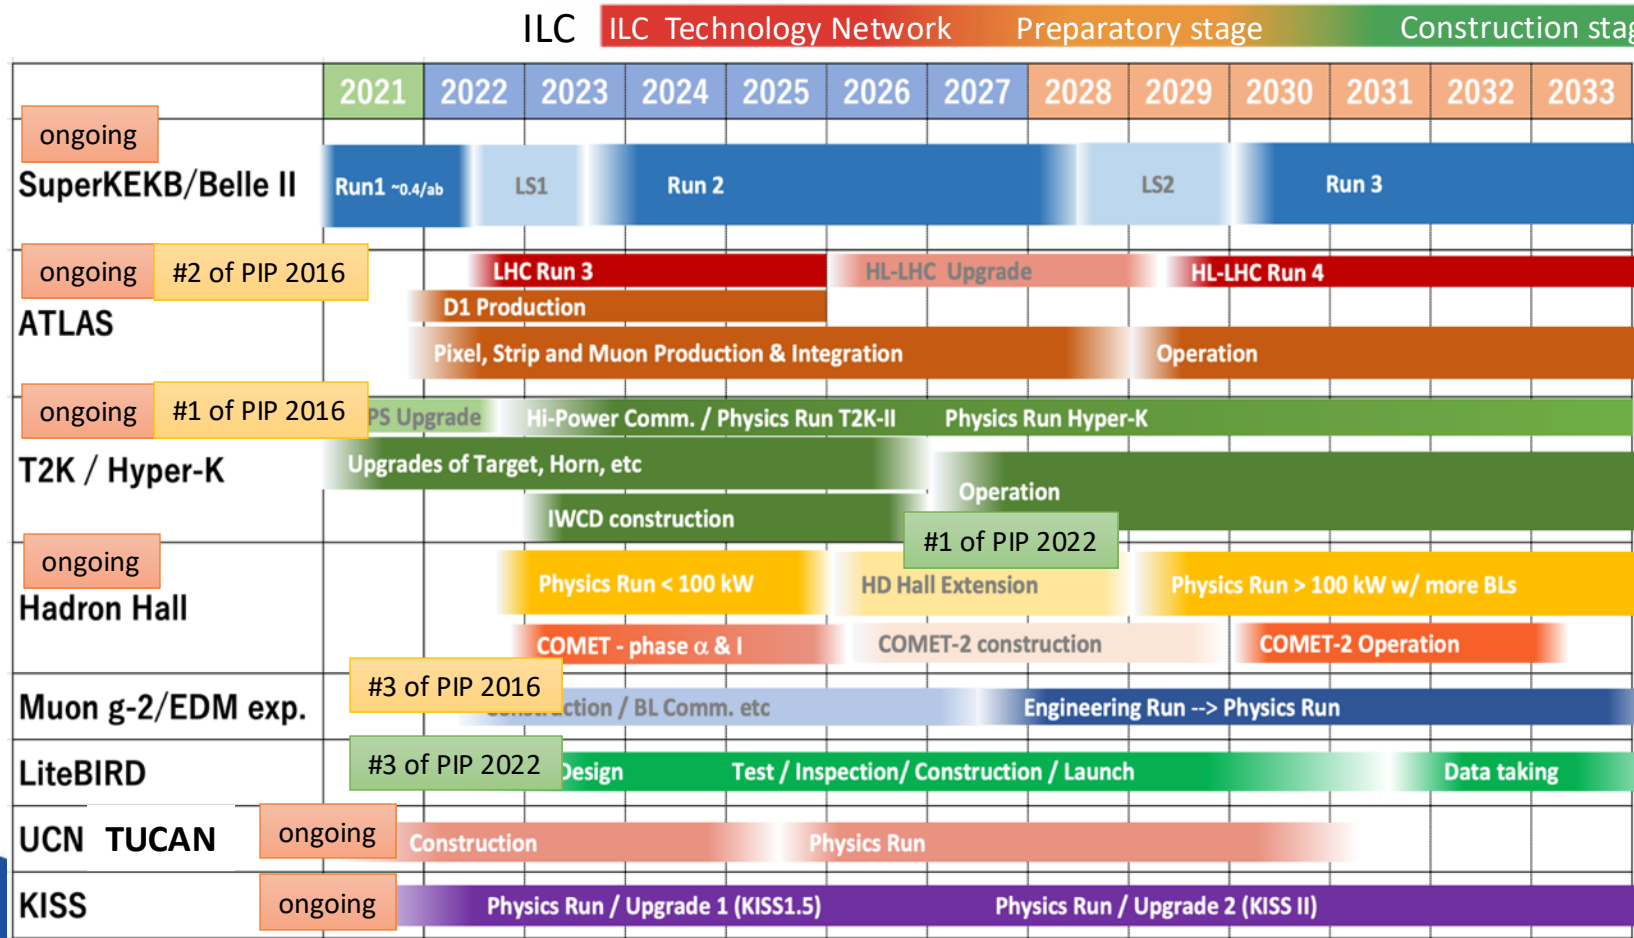 ILC ILC Technology Network Preparatory stage Construction stag
2021 2022 2023 2024 2025 2026 2027 2028 2029 2030 2031 2032 2033
ongoing
SuperKEKB/Belle II
Run1 ~0.4/ab LS1 Run 2 LS2 Run 3
ongoing #2 of PIP 2016
ATLAS
LHC Run 3 HL-LHC Upgrade HL-LHC Run 4
D1 Production
Pixel, Strip and Muon Production & Integration Operation
ongoing #1 of PIP 2016
T2K / Hyper-K
PS Upgrade Hi-Power Comm. / Physics Run T2K-II Physics Run Hyper-K
Upgrades of Target, Horn, etc
Operation
IWCD construction
#1 of PIP 2022
ongoing
Hadron Hall
Physics Run < 100 kW HD Hall Extension Physics Run > 100 kW w/ more BLs
COMET - phase α & I COMET-2 construction COMET-2 Operation
#3 of PIP 2016
Muon g-2/EDM exp.
Construction / BL Comm. etc Engineering Run --> Physics Run
LiteBIRD
#3 of PIP 2022 Design Test / Inspection/ Construction / Launch Data taking
UCN TUCAN ongoing Construction Physics Run
KISS ongoing Physics Run / Upgrade 1 (KISS1.5) Physics Run / Upgrade 2 (KISS II)